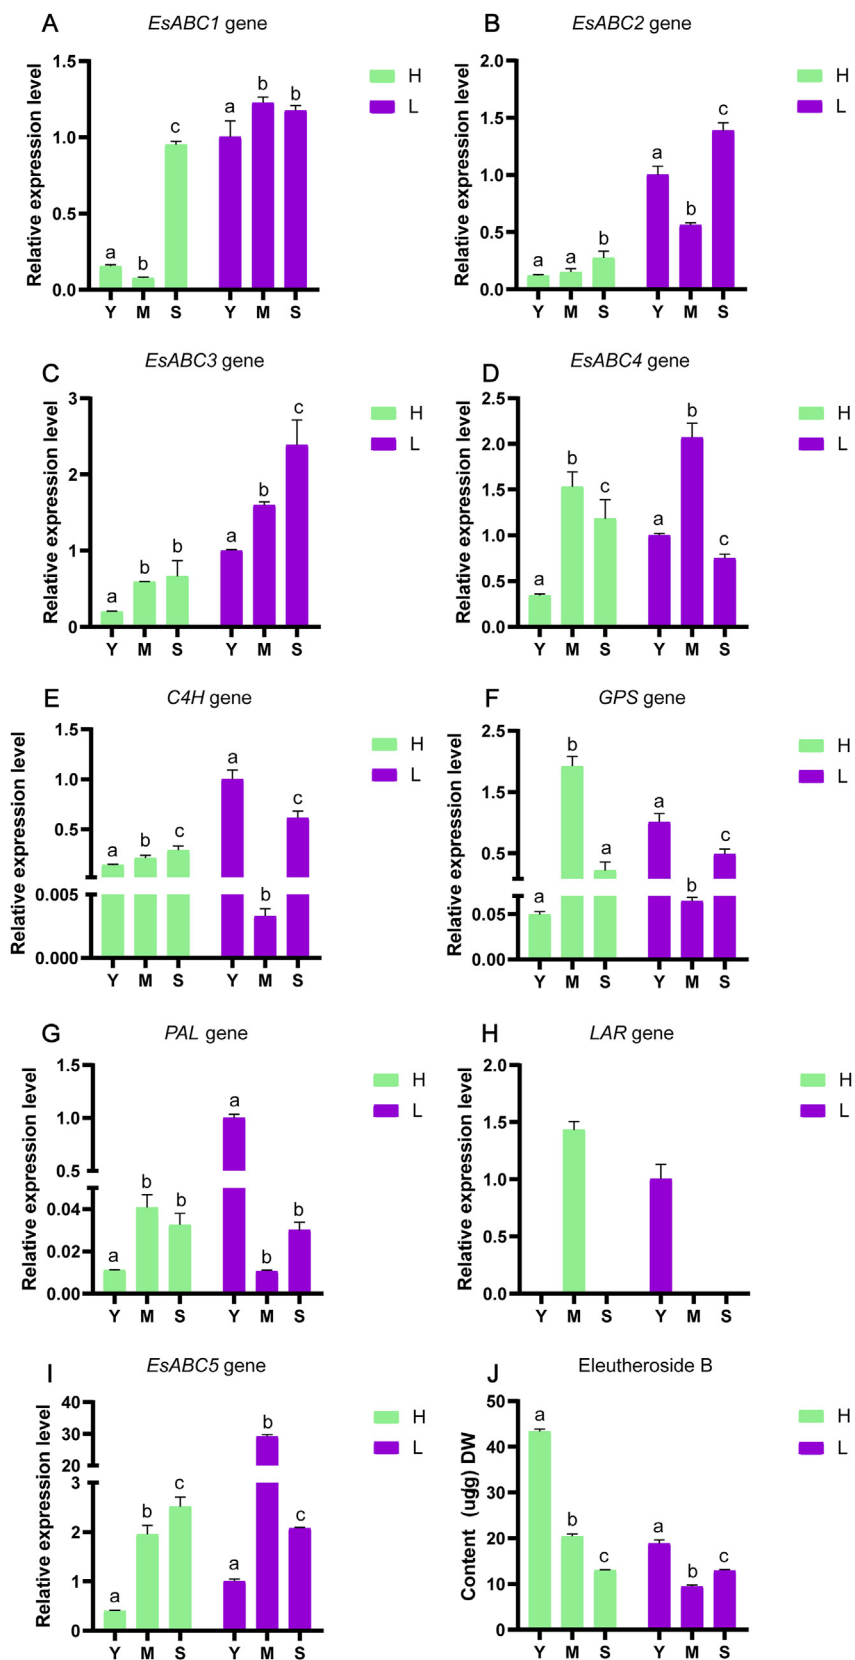 A
EsABC1 gene
Relative expression level
1.5
1.0
0.5
0.0
a
b
c
a
b
b
Y M S Y M S
H
L
B
EsABC2 gene
Relative expression level
2.0
1.5
1.0
0.5
0.0
a
a
b
a
b
c
Y M S Y M S
H
L
C
EsABC3 gene
Relative expression level
3
2
1
0
a
b
b
a
b
c
Y M S Y M S
H
L
D
EsABC4 gene
Relative expression level
2.5
2.0
1.5
1.0
0.5
0.0
a
b
c
a
b
c
Y M S Y M S
H
L
E
C4H gene
Relative expression level
1.5
1.0
0.5
0.005
0.000
a
b
c
a
b
c
Y M S Y M S
H
L
F
GPS gene
Relative expression level
2.5
1.5
0.5
0.05
0.00
a
b
a
a
b
c
Y M S Y M S
H
L
G
PAL gene
Relative expression level
1.5
1.0
0.5
0.04
0.02
0.00
a
b
b
a
b
b
Y M S Y M S
H
L
H
LAR gene
Relative expression level
2.0
1.5
1.0
0.5
0.0
Y M S Y M S
H
L
I
EsABC5 gene
Relative expression level
40
30
20
3
2
1
0
a
b
c
a
b
c
Y M S Y M S
H
L
J
Eleutheroside B
Content (ugg) DW
50
40
30
20
10
0
a
b
c
a
b
c
Y M S Y M S
H
L